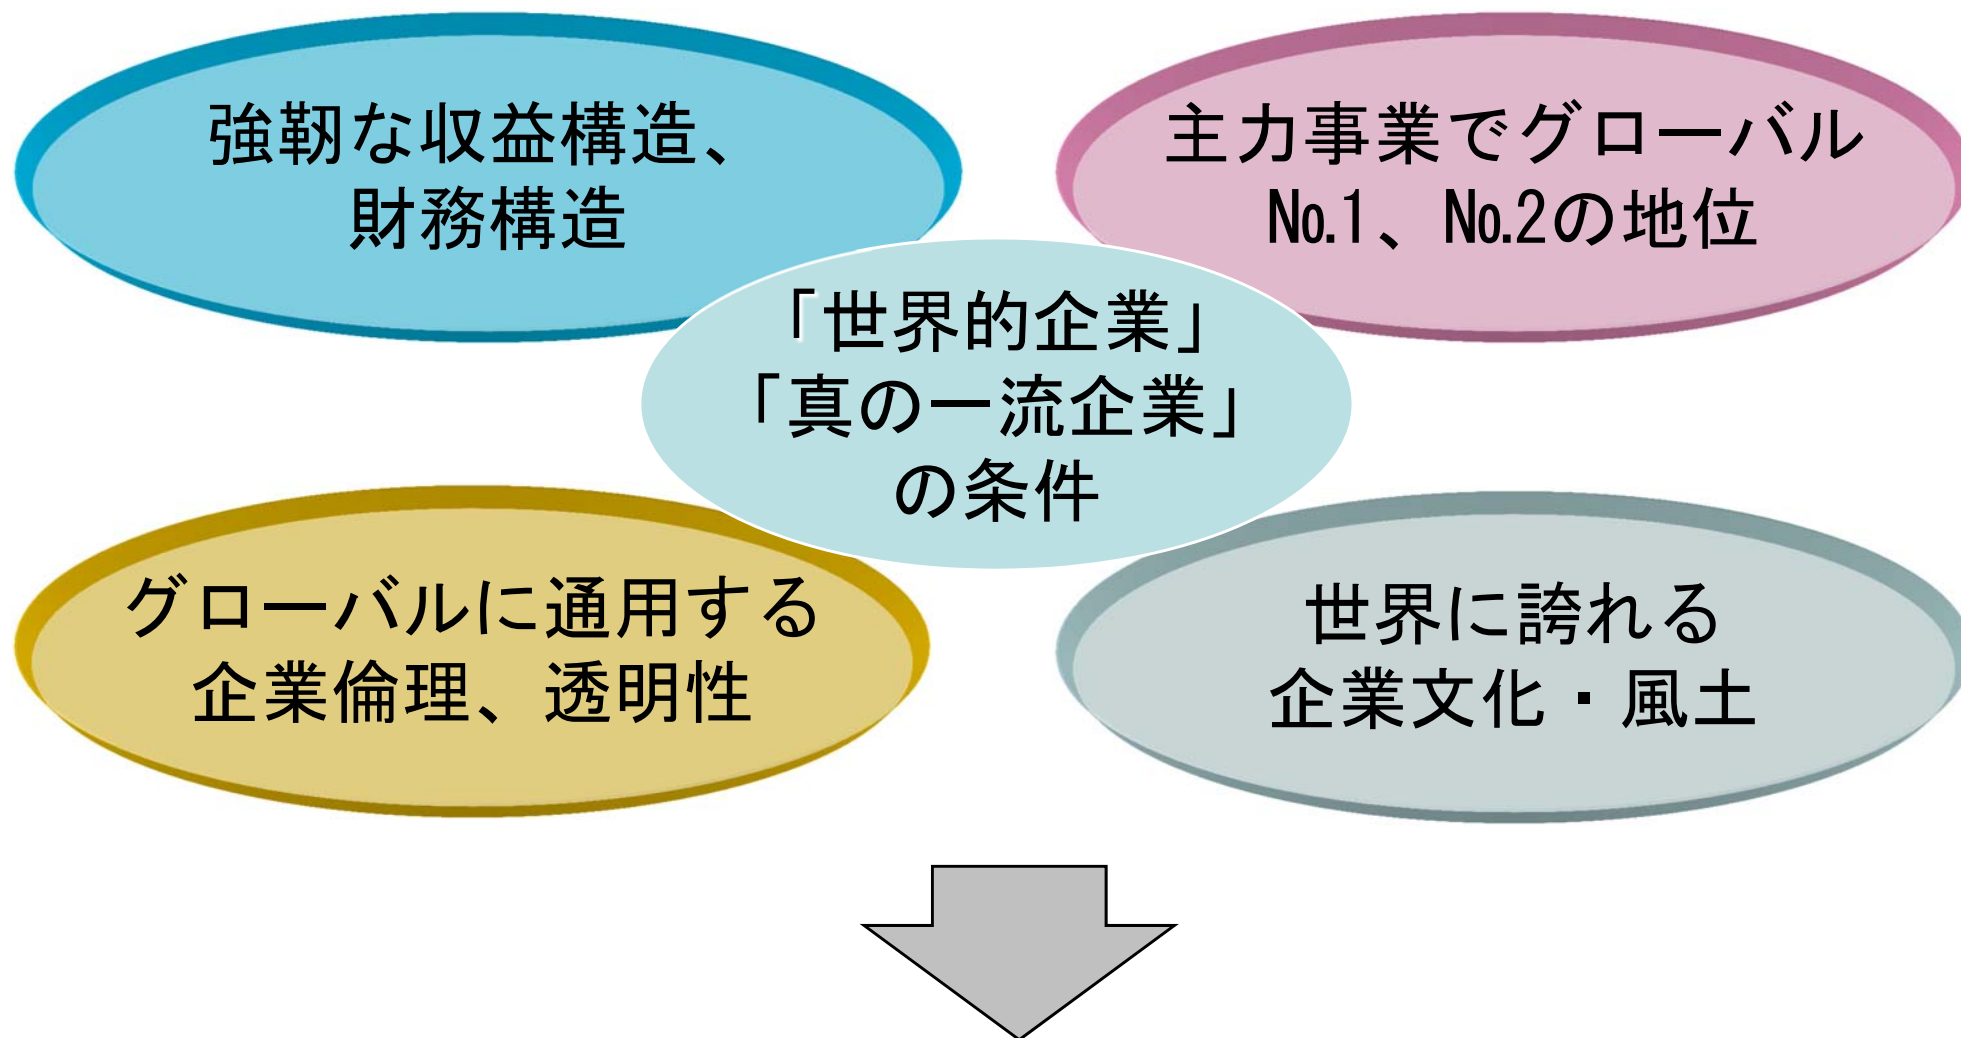 強靭な収益構造、
財務構造
主力事業でグローバル
№1、№2の地位
「世界的企業」
「真の一流企業」
の条件
グローバルに通用する
企業倫理、透明性
世界に誇れる
企業文化・風土